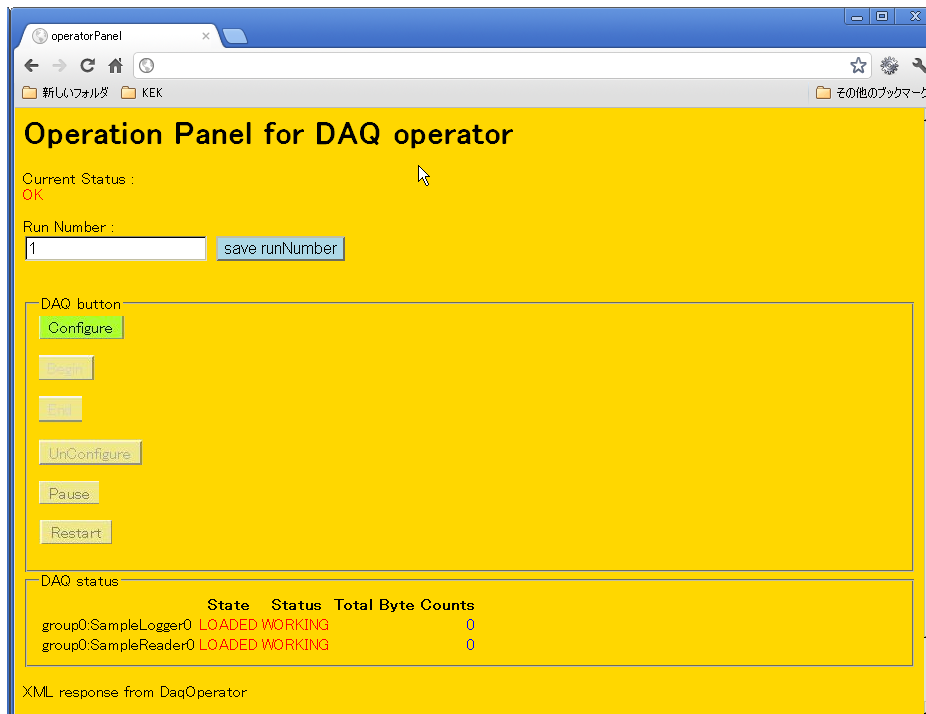 operatorPanel
新しいフォルダ KEK その他のブックマーク
Operation Panel for DAQ operator
Current Status :
OK
Run Number :
1 save runNumber
DAQ button
Configure
Begin
End
UnConfigure
Pause
Restart
DAQ status
State Status Total Byte Counts
group0:SampleLogger0 LOADED WORKING 0
group0:SampleReader0 LOADED WORKING 0
XML response from DaqOperator